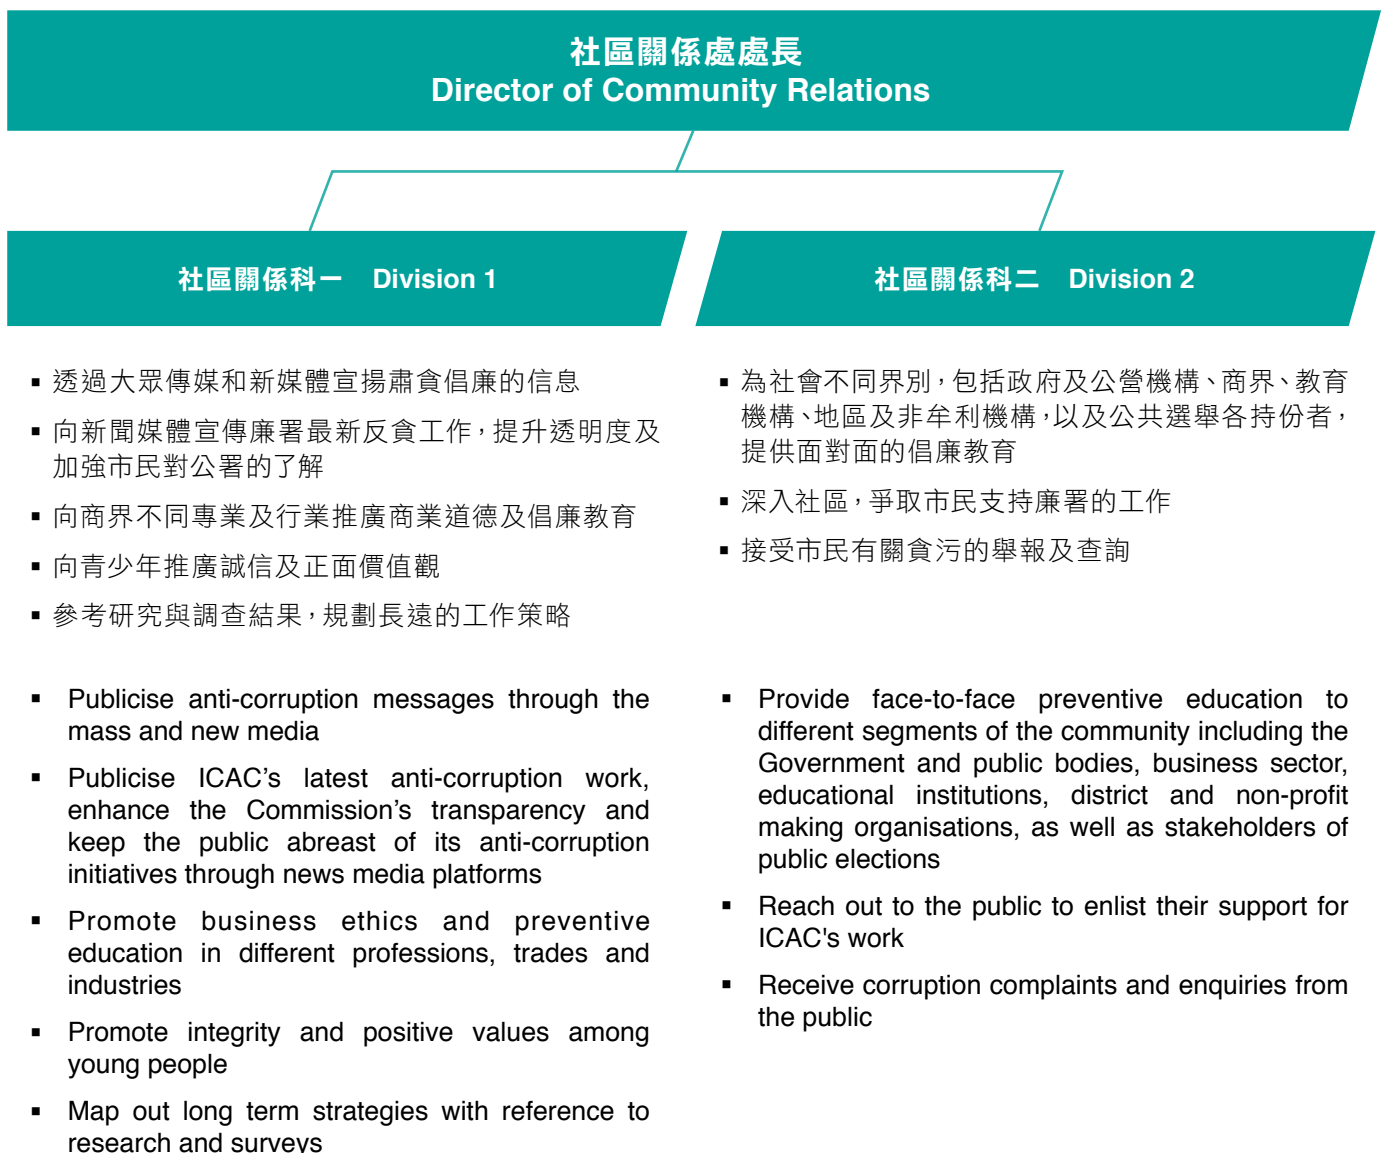 社區關係處處長
Director of Community Relations
社區關係科一 Division 1
▪ 透過大眾傳媒和新媒體宣揚肅貪倡廉的信息
▪ 向新聞媒體宣傳廉署最新反貪工作，提升透明度及
加強市民對公署的了解
▪ 向商界不同專業及行業推廣商業道德及倡廉教育
▪ 向青少年推廣誠信及正面價值觀
▪ 參考研究與調查結果，規劃長遠的工作策略
▪ Publicise anti-corruption messages through the
mass and new media
▪ Publicise ICAC’s latest anti-corruption work,
enhance the Commission’s transparency and
keep the public abreast of its anti-corruption
initiatives through news media platforms
▪ Promote business ethics and preventive
education in different professions, trades and
industries
▪ Promote integrity and positive values among
young people
▪ Map out long term strategies with reference to
research and surveys
社區關係科二 Division 2
▪ 為社會不同界別，包括政府及公營機構、商界、教育
機構、地區及非牟利機構，以及公共選舉各持份者，
提供面對面的倡廉教育
▪ 深入社區，爭取市民支持廉署的工作
▪ 接受市民有關貪污的舉報及查詢
▪ Provide face-to-face preventive education to
different segments of the community including the
Government and public bodies, business sector,
educational institutions, district and non-profit
making organisations, as well as stakeholders of
public elections
▪ Reach out to the public to enlist their support for
ICAC's work
▪ Receive corruption complaints and enquiries from
the public